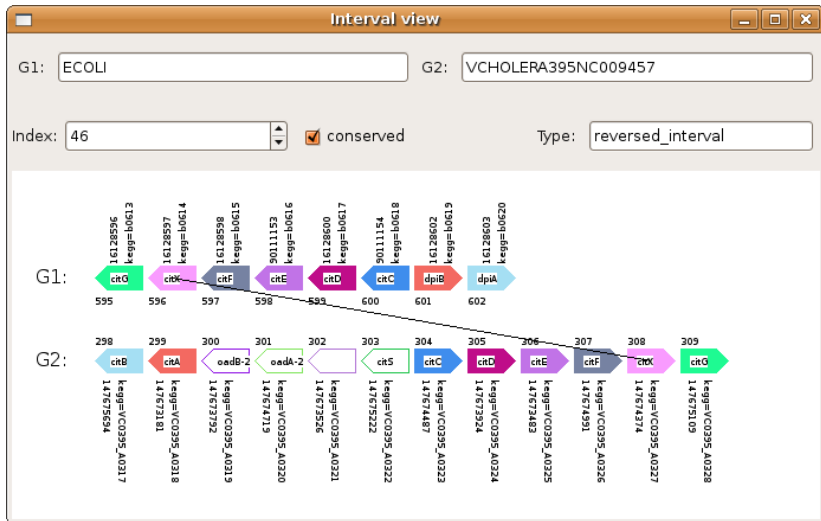 Interval view
G1: ECOLI G2: VCHOLERA395NC009457
Index: 46 conserved Type: reversed_interval
16128596 16128597 16128598 90111153 16128600 90111154 16128602 16128603
kegg=b0613 kegg=b0614 kegg=b0615 kegg=b0616 kegg=b0617 kegg=b0618 kegg=b0619 kegg=b0620
G1: citG citX citF citE citD citC dpiB dpiA
595 596 597 598 599 600 601 602
298 299 300 301 302 303 304 305 306 307 308 309
G2: citB citA oadB-2 oadA-2 citS citC citD citE citF citX citG
147675694 147673181 147673792 147674719 147673526 147675222 147674487 147673924 147673483 147674991 147674374 147675109
kegg=VC0395_A0317 kegg=VC0395_A0318 kegg=VC0395_A0319 kegg=VC0395_A0320 kegg=VC0395_A0321 kegg=VC0395_A0322 kegg=VC0395_A0323 kegg=VC0395_A0324 kegg=VC0395_A0325 kegg=VC0395_A0326 kegg=VC0395_A0327 kegg=VC0395_A0328